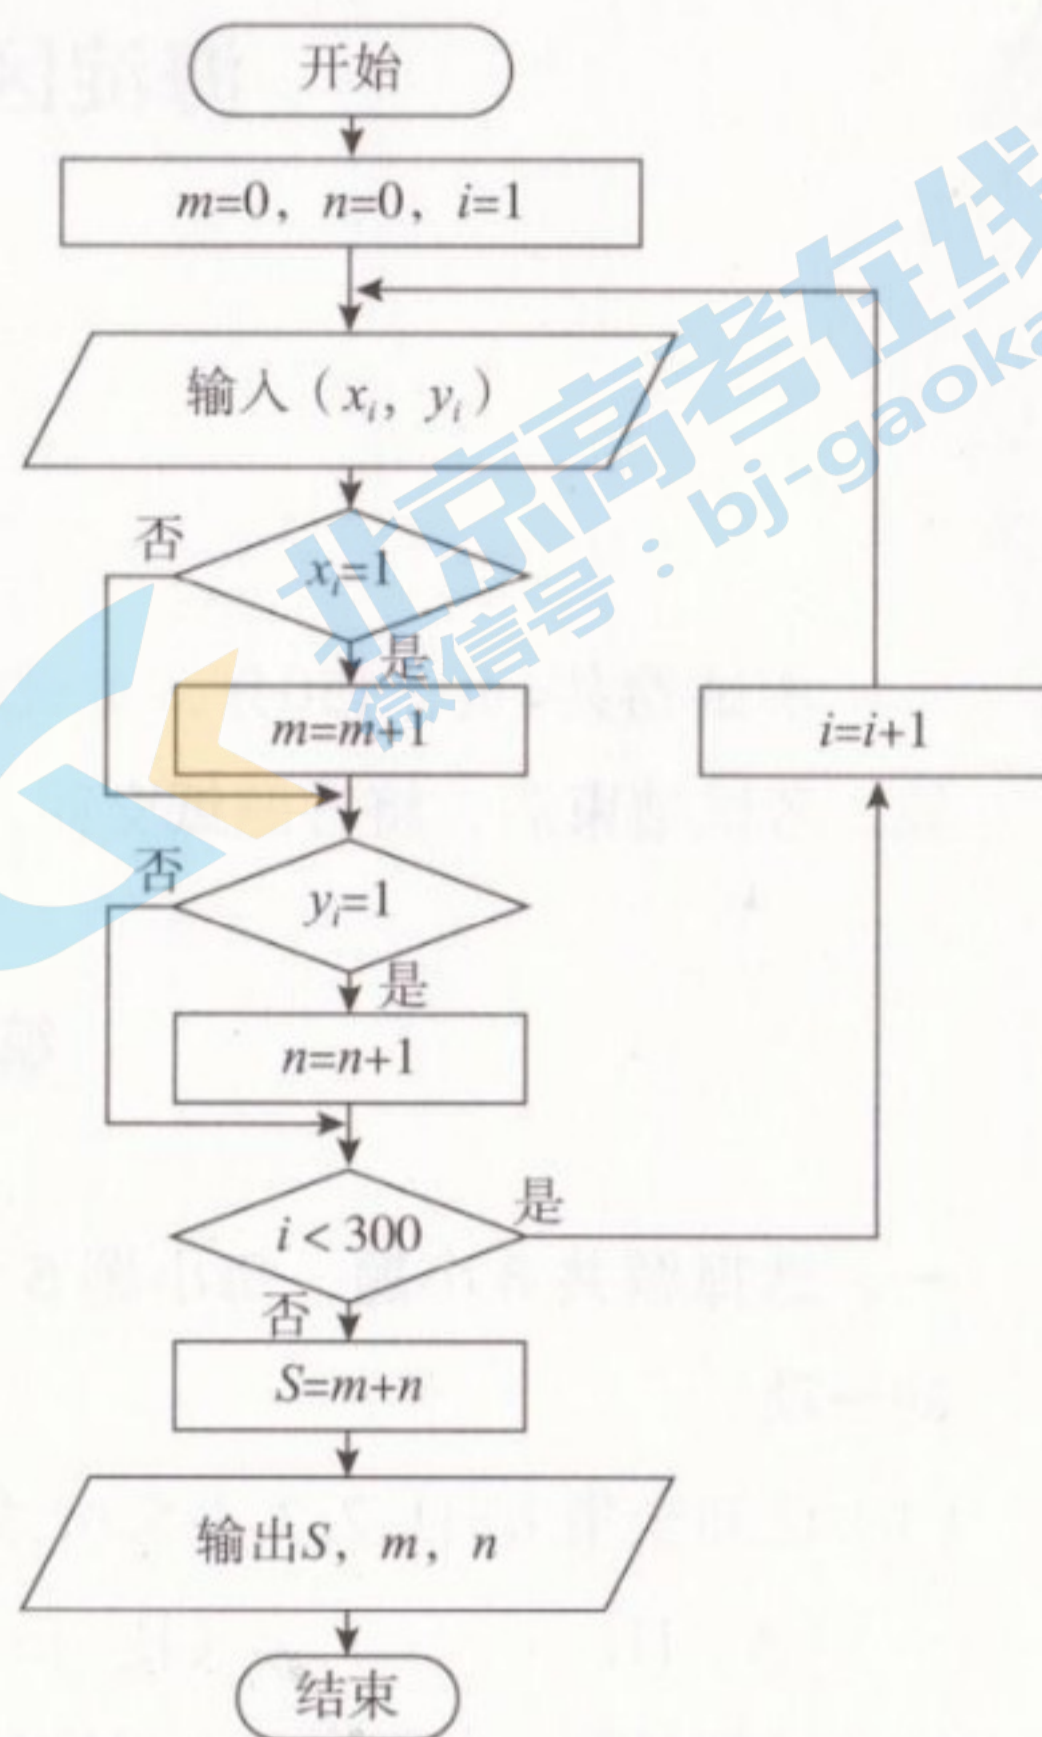 开始
m=0, n=0, i=1
输入 (xᵢ, yᵢ)
否
xᵢ=1
是
m=m+1
i=i+1
否
yᵢ=1
是
n=n+1
i<300
是
否
S=m+n
输出S, m, n
结束
北京高考在线
微信号:bj-gaoka